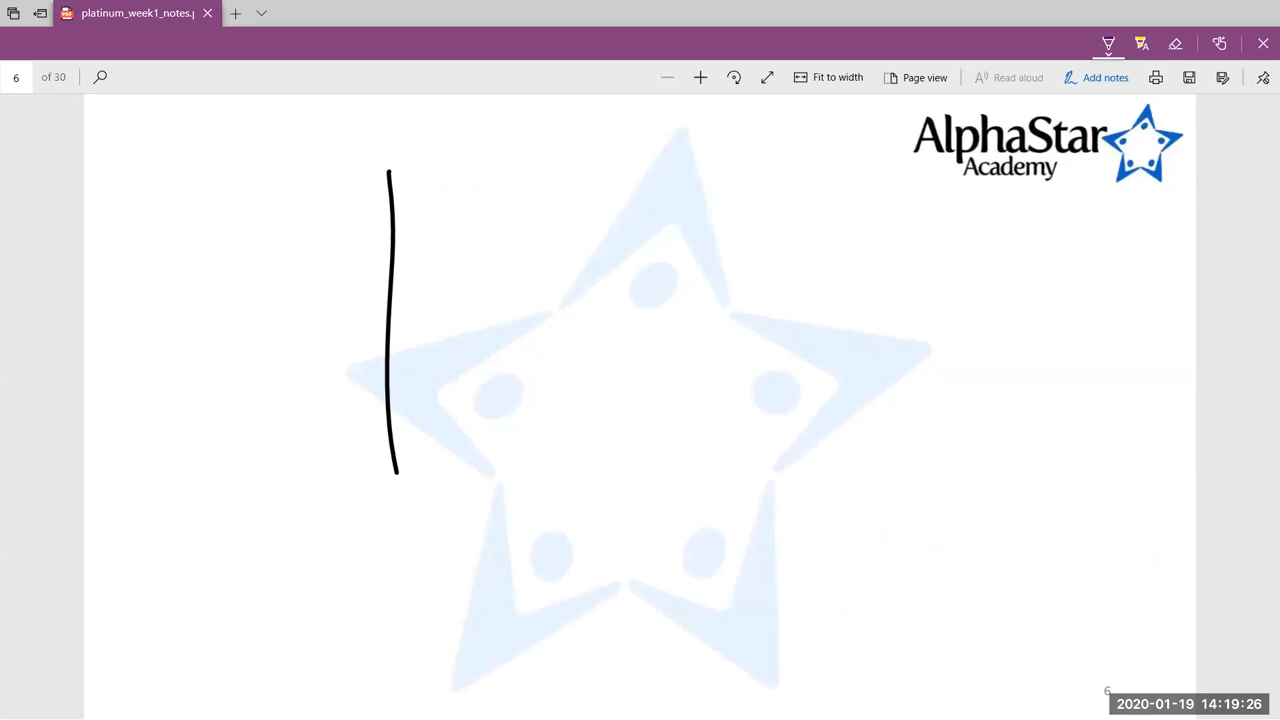 platinum_week1_notes.p
6 of 30
Fit to width
Page view
Read aloud
Add notes
AlphaStar
Academy
6
2020-01-19 14:19:26